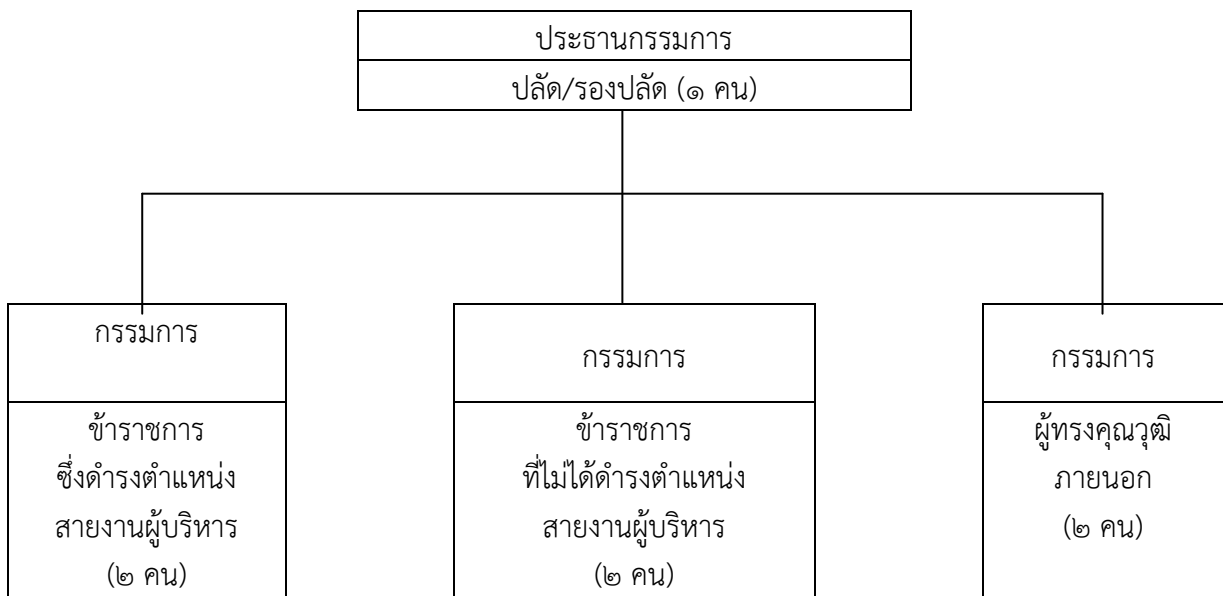 ประธานกรรมการ
ปลัด/รองปลัด (๑ คน)
กรรมการ
ข้าราชการ
ซึ่งดำรงตำแหน่ง
สายงานผู้บริหาร
(๒ คน)
กรรมการ
ข้าราชการ
ที่ไม่ได้ดำรงตำแหน่ง
สายงานผู้บริหาร
(๒ คน)
กรรมการ
ผู้ทรงคุณวุฒิ
ภายนอก
(๒ คน)